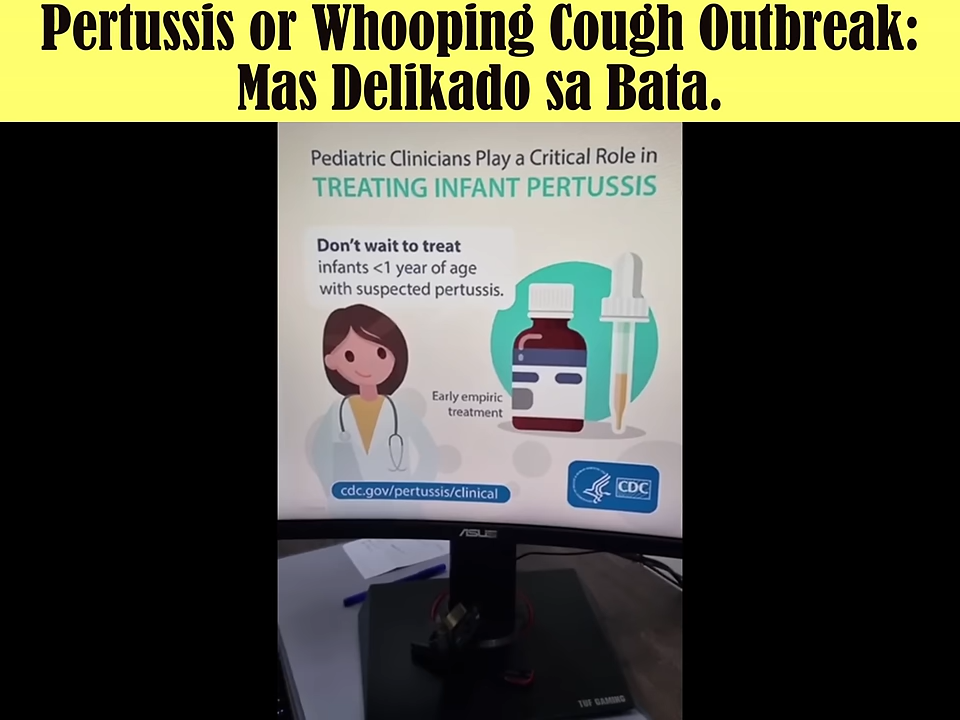 Pertussis or Whooping Cough Outbreak:
Mas Delikado sa Bata.
Pediatric Clinicians Play a Critical Role in
TREATING INFANT PERTUSSIS
Don't wait to treat
infants <1 year of age
with suspected pertussis.
Early empiric
treatment
cdc.gov/pertussis/clinical
CDC
ASUS
TUF GAMING